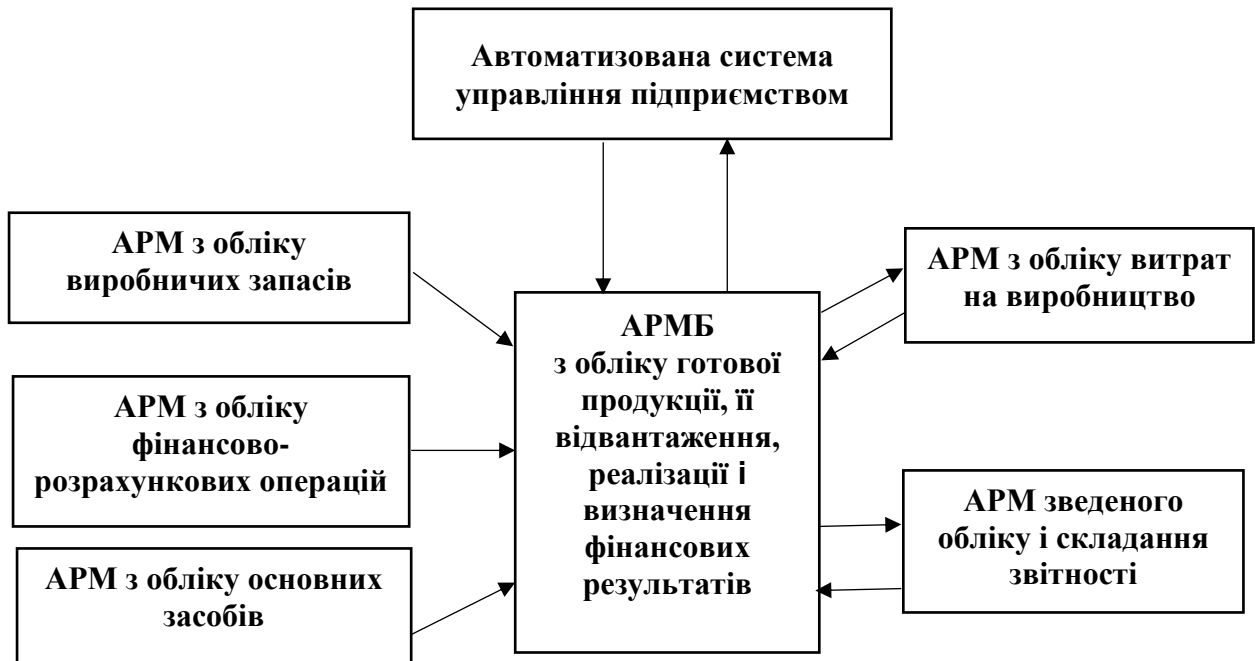 Автоматизована система
управління підприємством
АРМ з обліку
виробничих запасів
АРМ з обліку
фінансово-
розрахункових операцій
АРМ з обліку основних
засобів
АРМБ
з обліку готової
продукції, її
відвантаження,
реалізації і
визначення
фінансових
результатів
АРМ з обліку витрат
на виробництво
АРМ зведеного
обліку і складання
звітності